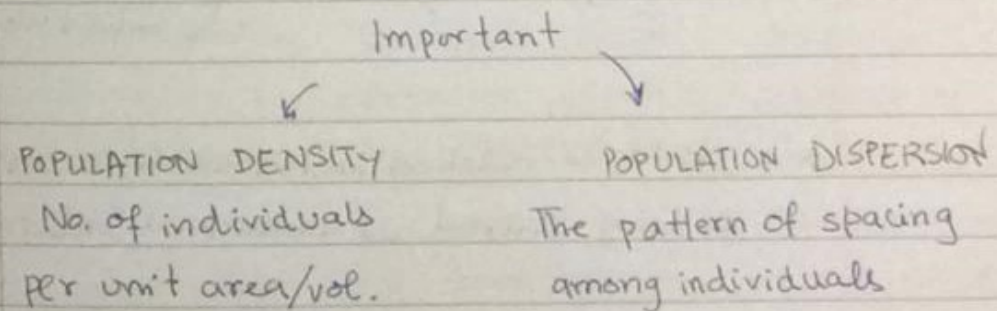 Important
POPULATION DENSITY
No. of individuals
per unit area/vol.
POPULATION DISPERSION
The pattern of spacing
among individuals